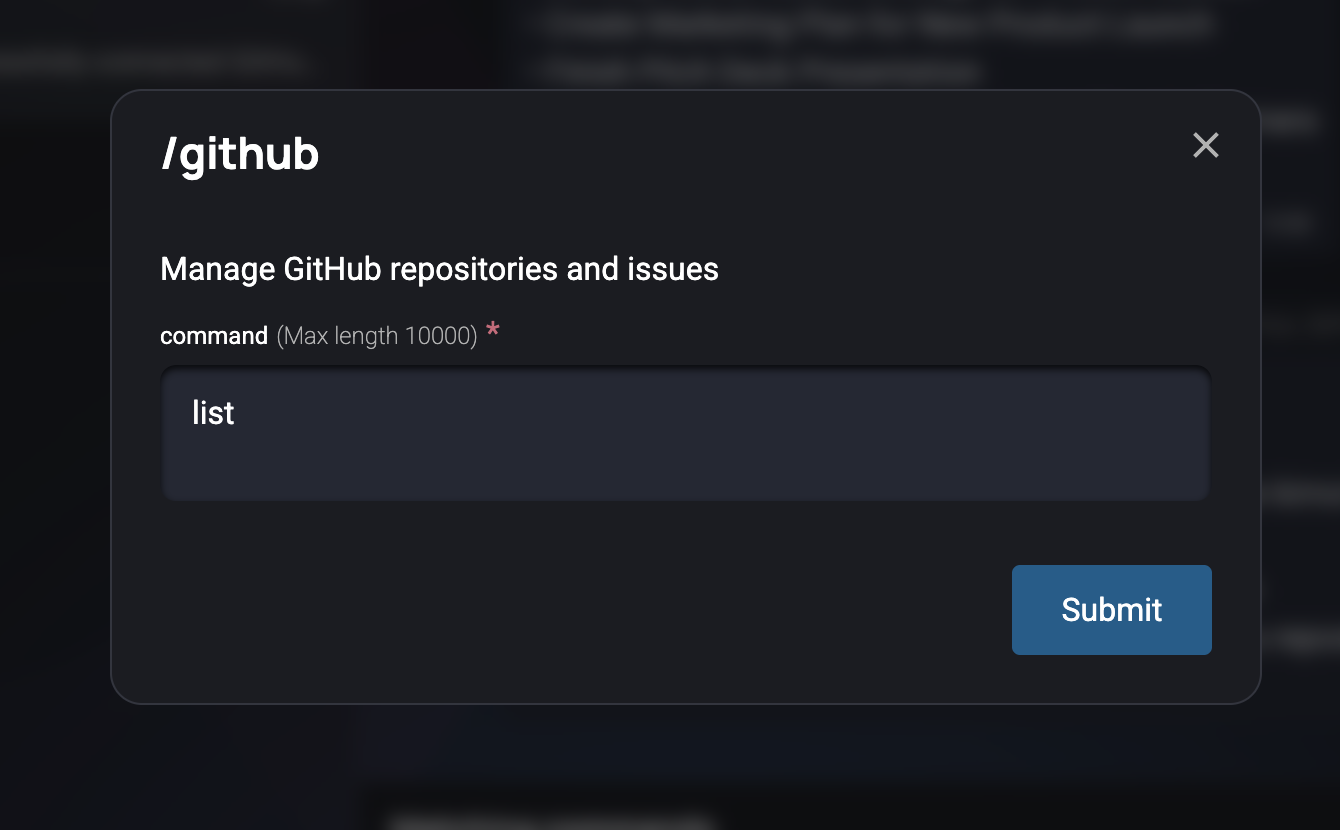 /github
Manage GitHub repositories and issues
command (Max length 10000) *
list
Submit